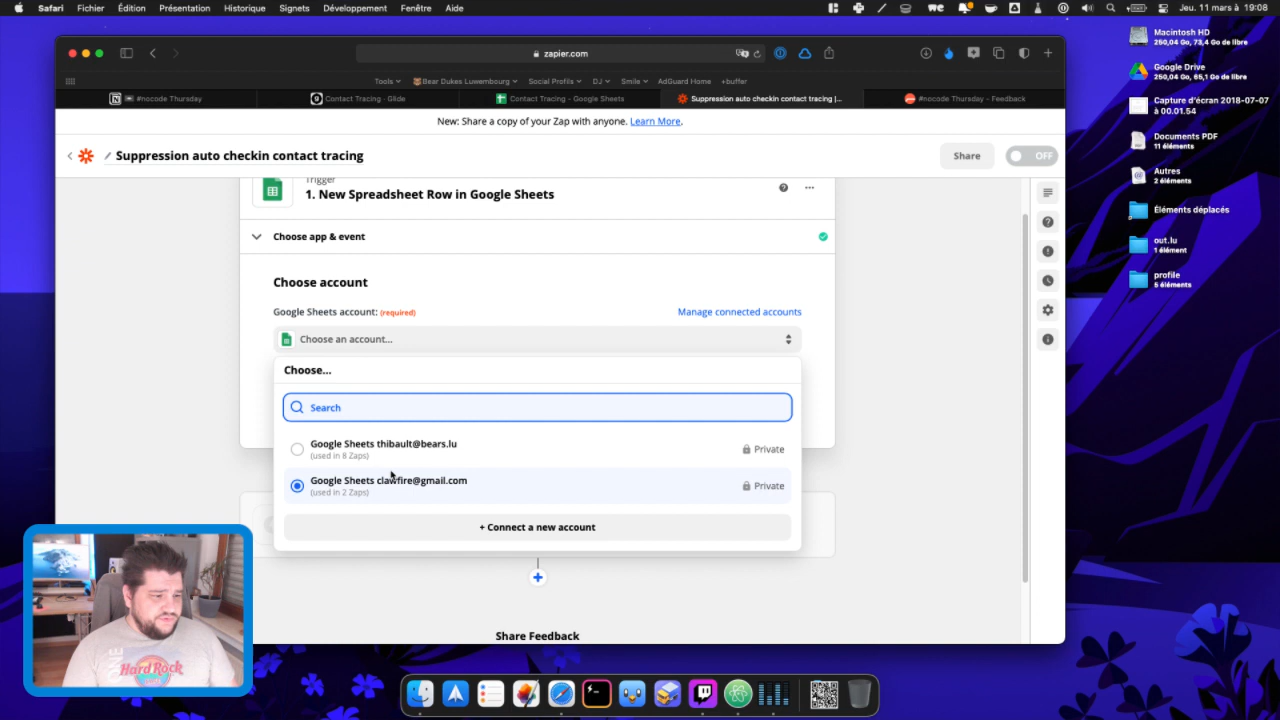 Safari Fichier Édition Présentation Historique Signets Développement Fenêtre Aide Jeu. 11 mars à 19:08
zapier.com
Tools Bear Dukes Luxembourg Social Profils DJ Smile AdGuard Home +buffer
#nocode Thursday Contact Tracing - Glide Contact Tracing - Google Sheets Suppression auto checkin contact tracing |... #nocode Thursday - Feedback
New: Share a copy of your Zap with anyone. Learn More.
Suppression auto checkin contact tracing Share OFF
Trigger
1. New Spreadsheet Row in Google Sheets
Choose app & event
Choose account
Google Sheets account: (required) Manage connected accounts
Choose an account...
Choose...
Search
Google Sheets thibault@bears.lu
(used in 8 Zaps)
Private
Google Sheets clawfire@gmail.com
(used in 2 Zaps)
Private
+ Connect a new account
Share Feedback
Macintosh HD
250,04 Go, 73,4 Go de libre
Google Drive
250,04 Go, 65,1 Go de libre
Capture d'écran 2018-07-07
à 00.01.54
Documents PDF
11 éléments
Autres
2 éléments
Éléments déplacés
out.lu
1 élément
profile
5 éléments
Hard Rock